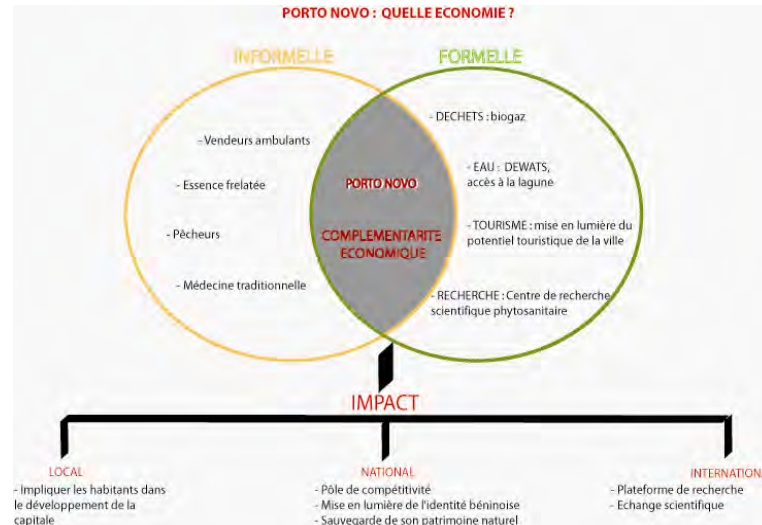 PORTO NOVO : QUELLE ECONOMIE ?
INFORMELLE
FORMELLE
- Vendeurs ambulants
- Essence frelatée
- Pêcheurs
- Médecine traditionnelle
PORTO NOVO
COMPLEMENTARITE
ECONOMIQUE
- DECHETS : biogaz
- EAU : DEWATS,
accès à la lagune
- TOURISME : mise en lumière du
potentiel touristique de la ville
- RECHERCHE : Centre de recherche
scientifique phytosanitaire
IMPACT
LOCAL
- Impliquer les habitants dans
le développement de la
capitale
NATIONAL
- Pôle de compétitivité
- Mise en lumière de l'identité béninoise
- Sauvegarde de son patrimoine naturel
INTERNATION
- Plateforme de recherche
- Echange scientifique